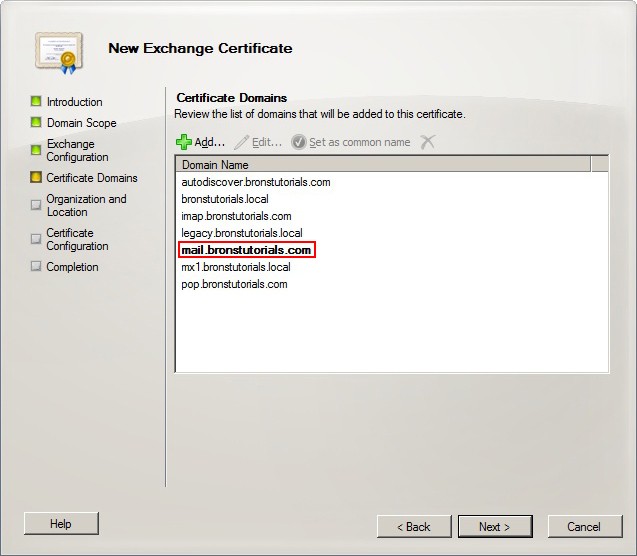 New Exchange Certificate
Introduction
Domain Scope
Exchange
Configuration
Certificate Domains
Organization and
Location
Certificate
Configuration
Completion
Certificate Domains
Review the list of domains that will be added to this certificate.
Add... Edit... Set as common name
Domain Name
autodiscover.bronstutorials.com
bronstutorials.local
imap.bronstutorials.com
legacy.bronstutorials.local
mail.bronstutorials.com
mx1.bronstutorials.local
pop.bronstutorials.com
Help < Back Next > Cancel